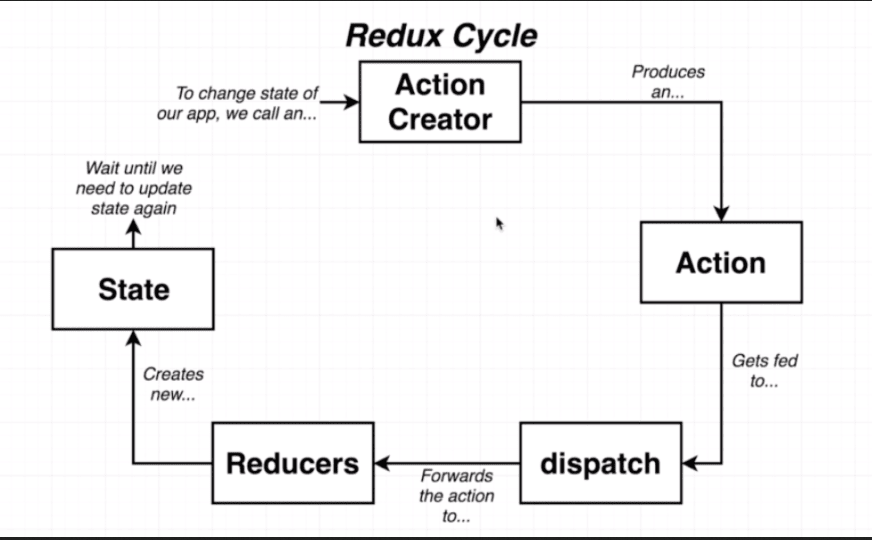 Redux Cycle
To change state of
our app, we call an...
Action
Creator
Produces
an...
Action
Gets fed
to...
dispatch
Forwards
the action
to...
Reducers
Creates
new...
State
Wait until we
need to update
state again